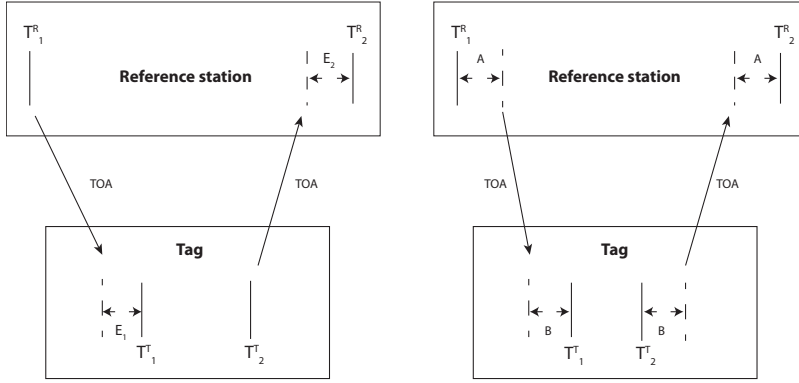 T^R_1
T^R_2
E_2
Reference station
TOA
TOA
Tag
E_1
T^T_1
T^T_2
T^R_1
T^R_2
A
A
Reference station
TOA
TOA
Tag
B
B
T^T_1
T^T_2